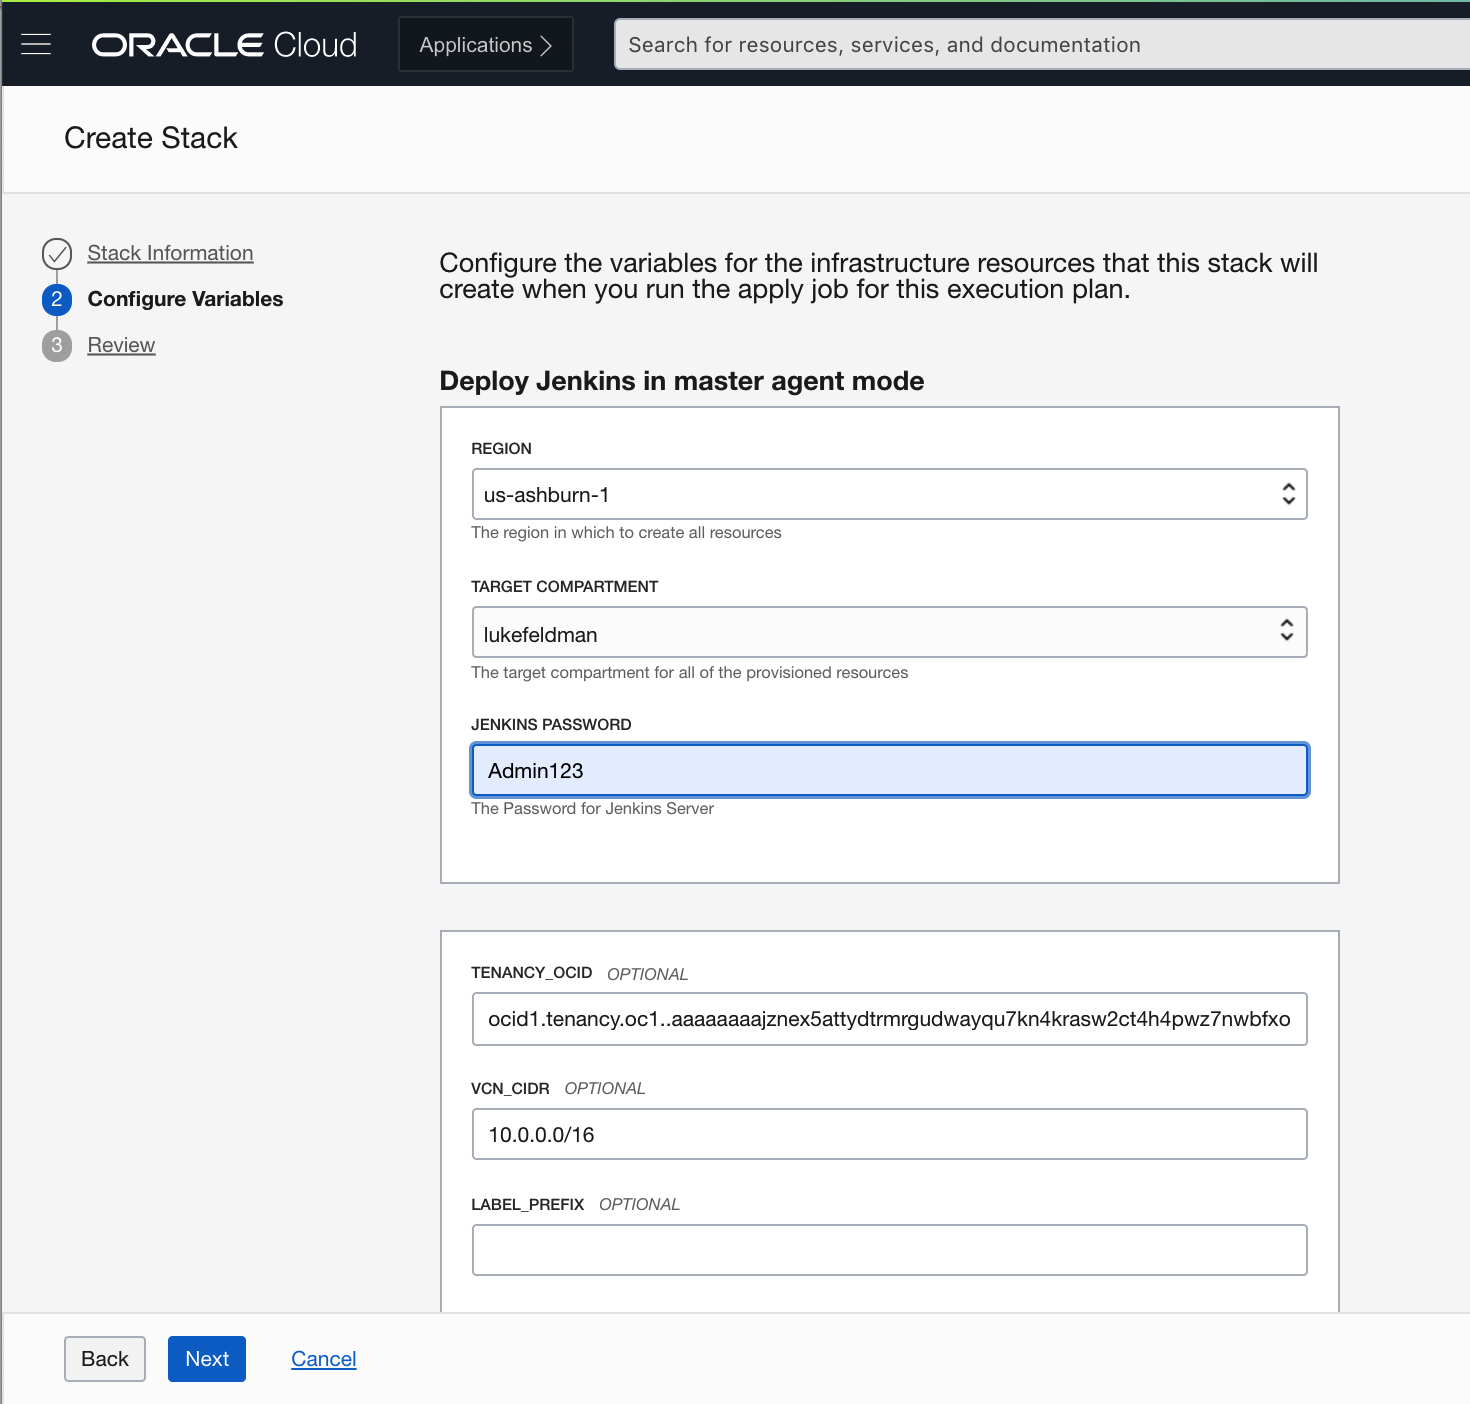 ORACLE Cloud
Applications
Search for resources, services, and documentation
Create Stack
Stack Information
2 Configure Variables
3 Review
Configure the variables for the infrastructure resources that this stack will
create when you run the apply job for this execution plan.
Deploy Jenkins in master agent mode
REGION
us-ashburn-1
The region in which to create all resources
TARGET COMPARTMENT
lukefeldman
The target compartment for all of the provisioned resources
JENKINS PASSWORD
Admin123
The Password for Jenkins Server
TENANCY_OCID OPTIONAL
ocid1.tenancy.oc1..aaaaaaaajznex5attydtrmrgudwayqu7kn4krasw2ct4h4pwz7nwbfxo
VCN_CIDR OPTIONAL
10.0.0.0/16
LABEL_PREFIX OPTIONAL
Back
Next
Cancel